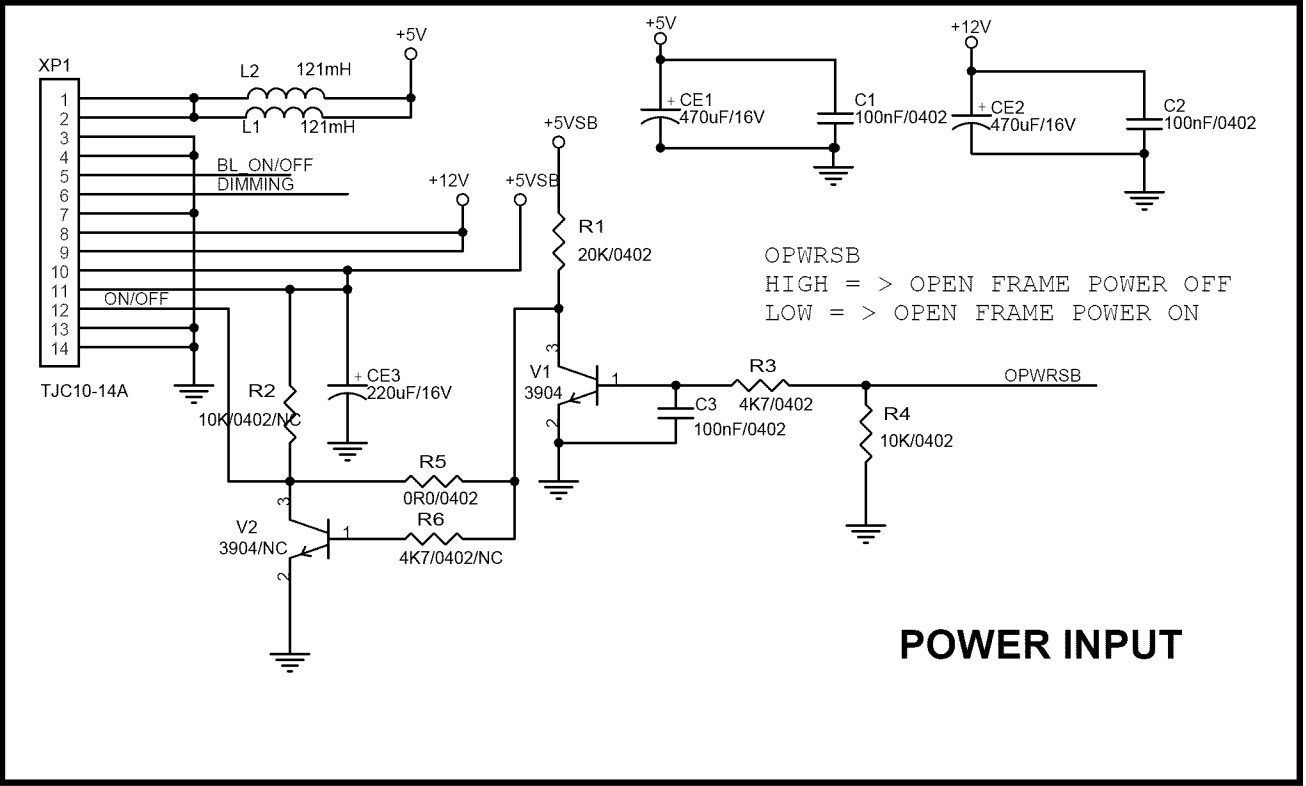 XP1
1
2
3
4
5
6
7
8
9
10
11
12
13
14
TJC10-14A
L2 121mH
L1 121mH
+5V
BL_ON/OFF
DIMMING
+12V
+5VSB
ON/OFF
R2
10K/0402/NC
+ CE3
220uF/16V
+5VSB
R1
20K/0402
V1
3904
3
1
2
C3
100nF/0402
R3
4K7/0402
R4
10K/0402
OPWRSB
R5
0R0/0402
R6
4K7/0402/NC
V2
3904/NC
3
1
2
+5V
+ CE1
470uF/16V
C1
100nF/0402
+12V
+ CE2
470uF/16V
C2
100nF/0402
OPWRSB
HIGH = > OPEN FRAME POWER OFF
LOW = > OPEN FRAME POWER ON
POWER INPUT